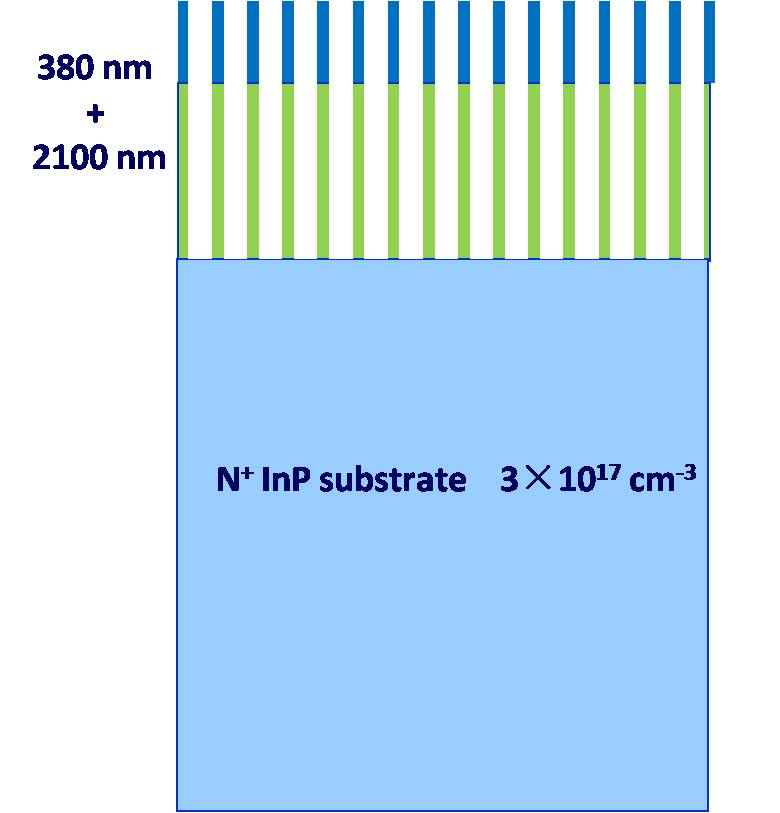 380 nm
+
2100 nm
N⁺ InP substrate 3×10¹⁷ cm⁻³